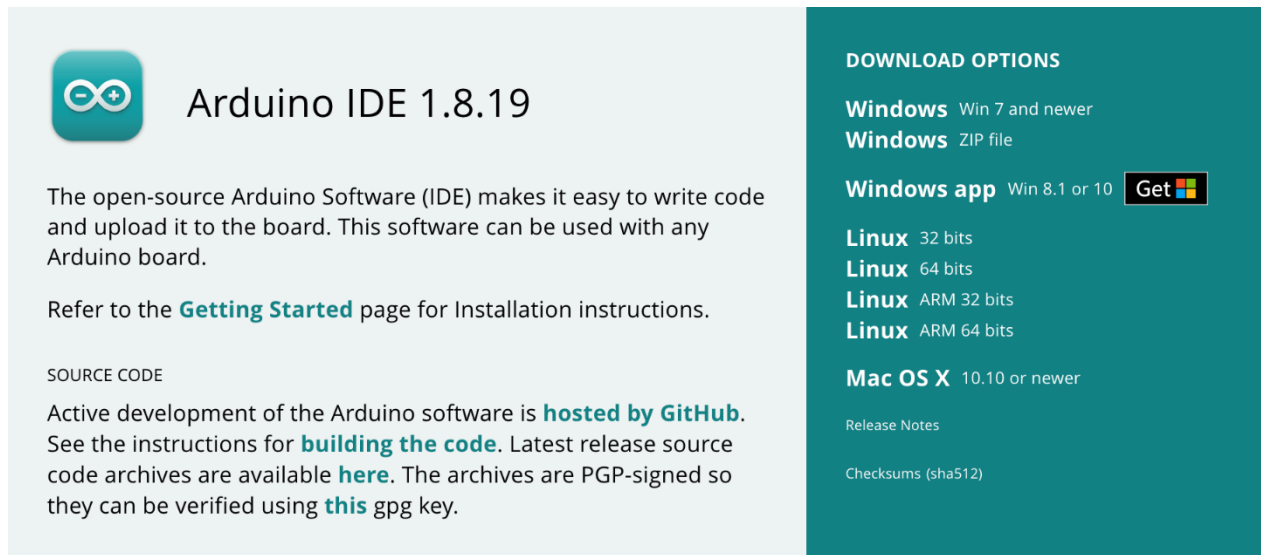 Arduino IDE 1.8.19
The open-source Arduino Software (IDE) makes it easy to write code
and upload it to the board. This software can be used with any
Arduino board.
Refer to the Getting Started page for Installation instructions.
SOURCE CODE
Active development of the Arduino software is hosted by GitHub.
See the instructions for building the code. Latest release source
code archives are available here. The archives are PGP-signed so
they can be verified using this gpg key.
DOWNLOAD OPTIONS
Windows Win 7 and newer
Windows ZIP file
Windows app Win 8.1 or 10 Get
Linux 32 bits
Linux 64 bits
Linux ARM 32 bits
Linux ARM 64 bits
Mac OS X 10.10 or newer
Release Notes
Checksums (sha512)